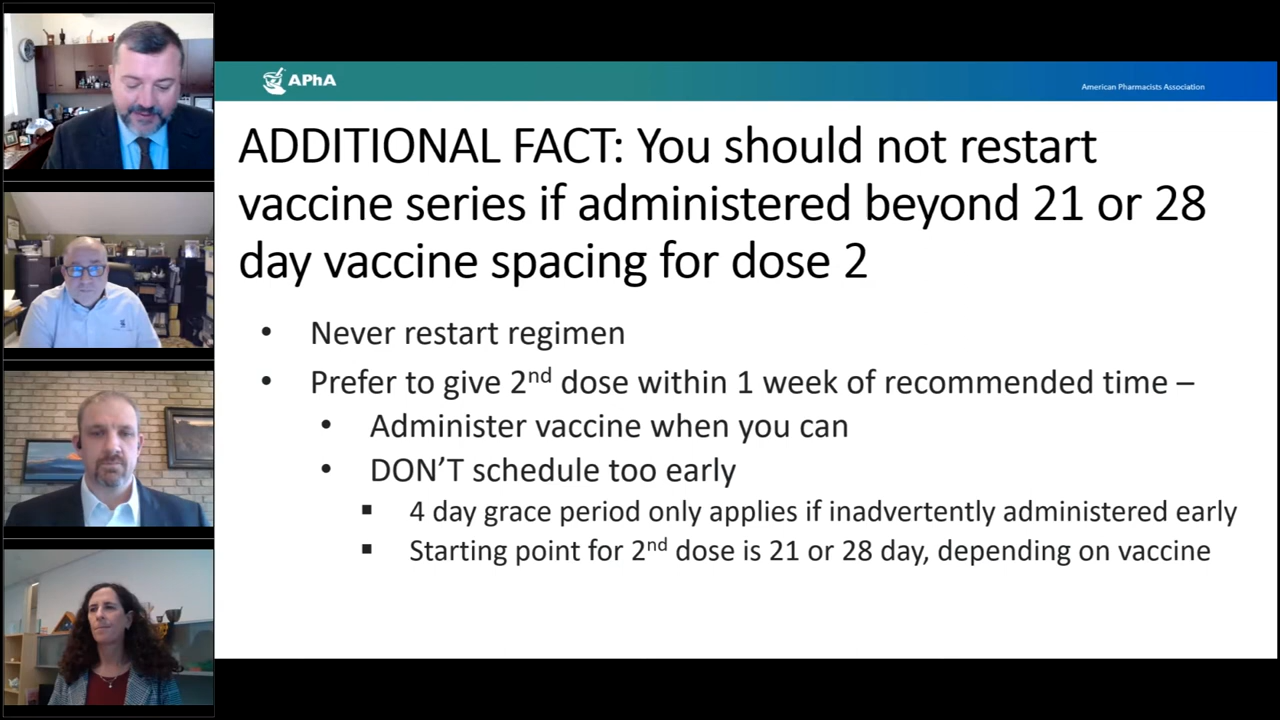 APhA
American Pharmacists Association
ADDITIONAL FACT: You should not restart
vaccine series if administered beyond 21 or 28
day vaccine spacing for dose 2
• Never restart regimen
• Prefer to give 2nd dose within 1 week of recommended time –
• Administer vaccine when you can
• DON'T schedule too early
▪ 4 day grace period only applies if inadvertently administered early
▪ Starting point for 2nd dose is 21 or 28 day, depending on vaccine